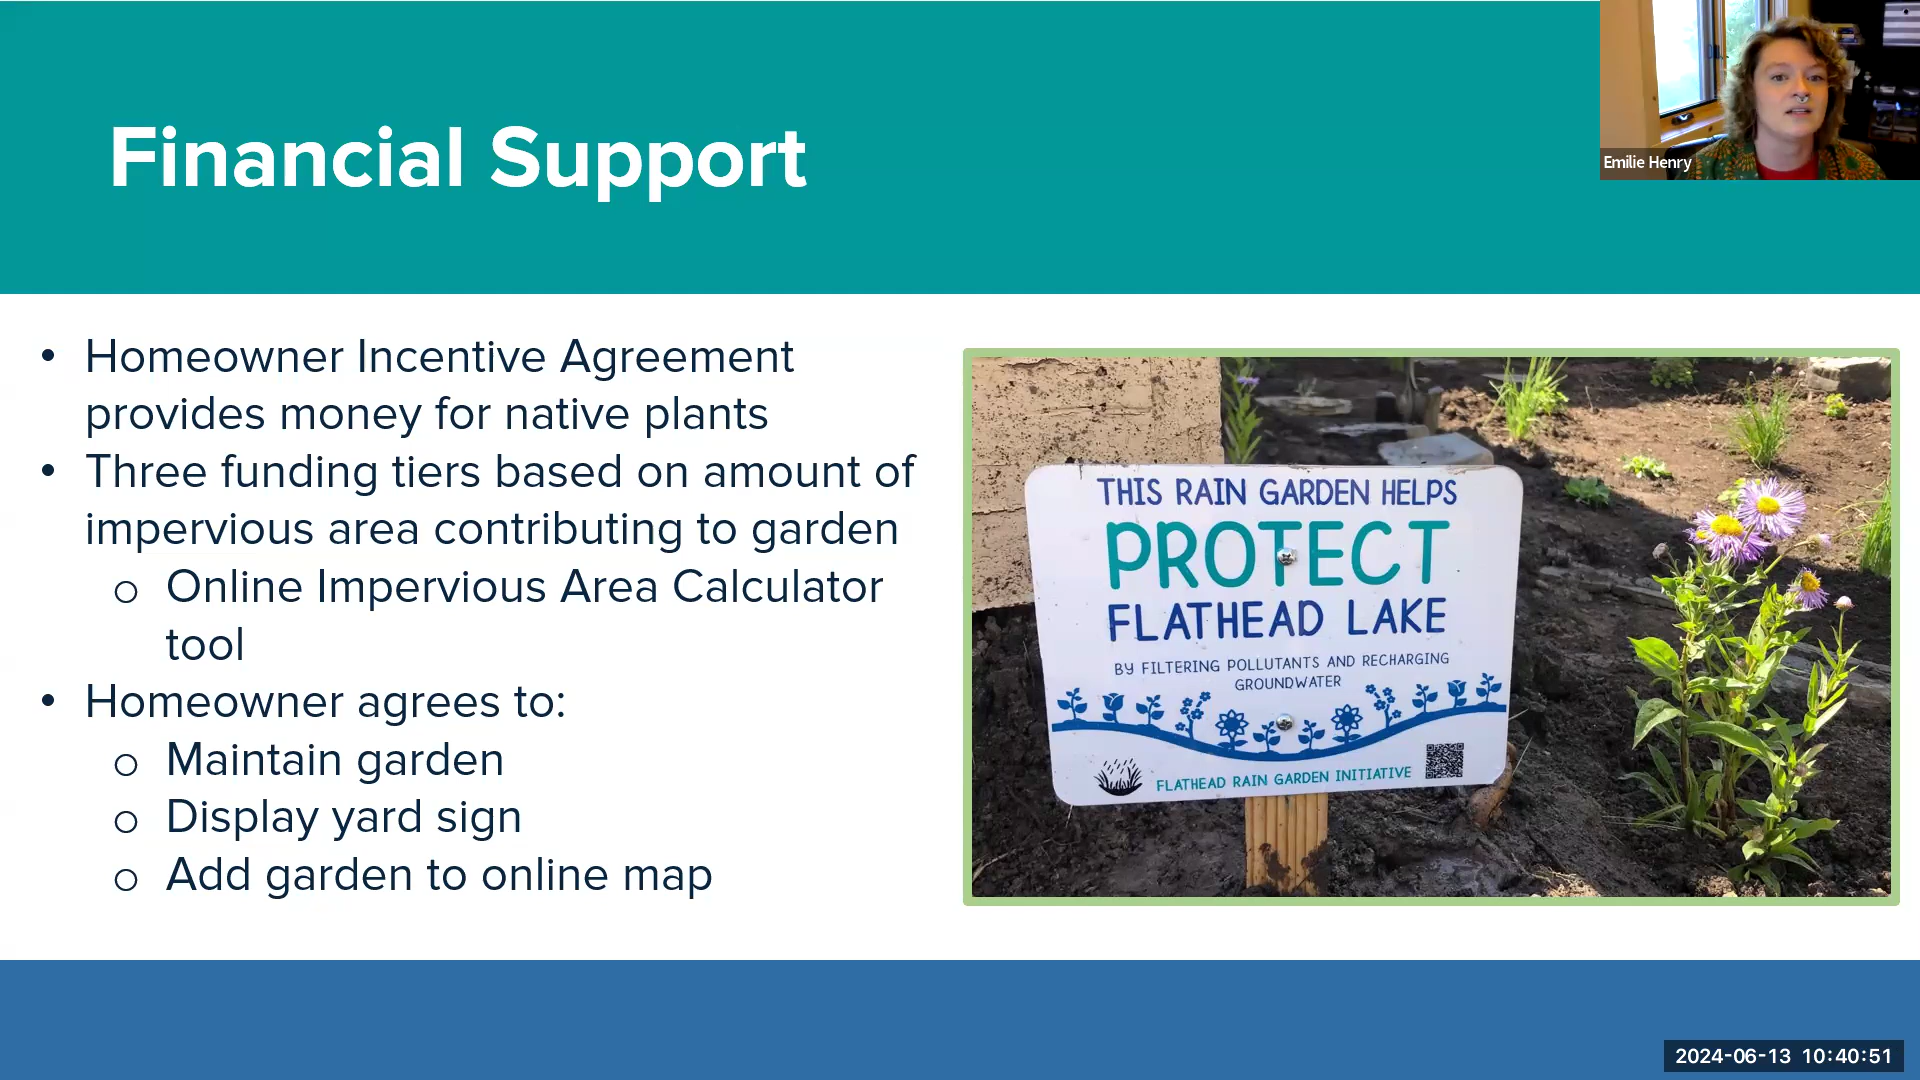 Financial Support
Emilie Henry
• Homeowner Incentive Agreement
provides money for native plants
• Three funding tiers based on amount of
impervious area contributing to garden
o Online Impervious Area Calculator
tool
• Homeowner agrees to:
o Maintain garden
o Display yard sign
o Add garden to online map
THIS RAIN GARDEN HELPS
PROTECT
FLATHEAD LAKE
BY FILTERING POLLUTANTS AND RECHARGING
GROUNDWATER
FLATHEAD RAIN GARDEN INITIATIVE
2024-06-13 10:40:51